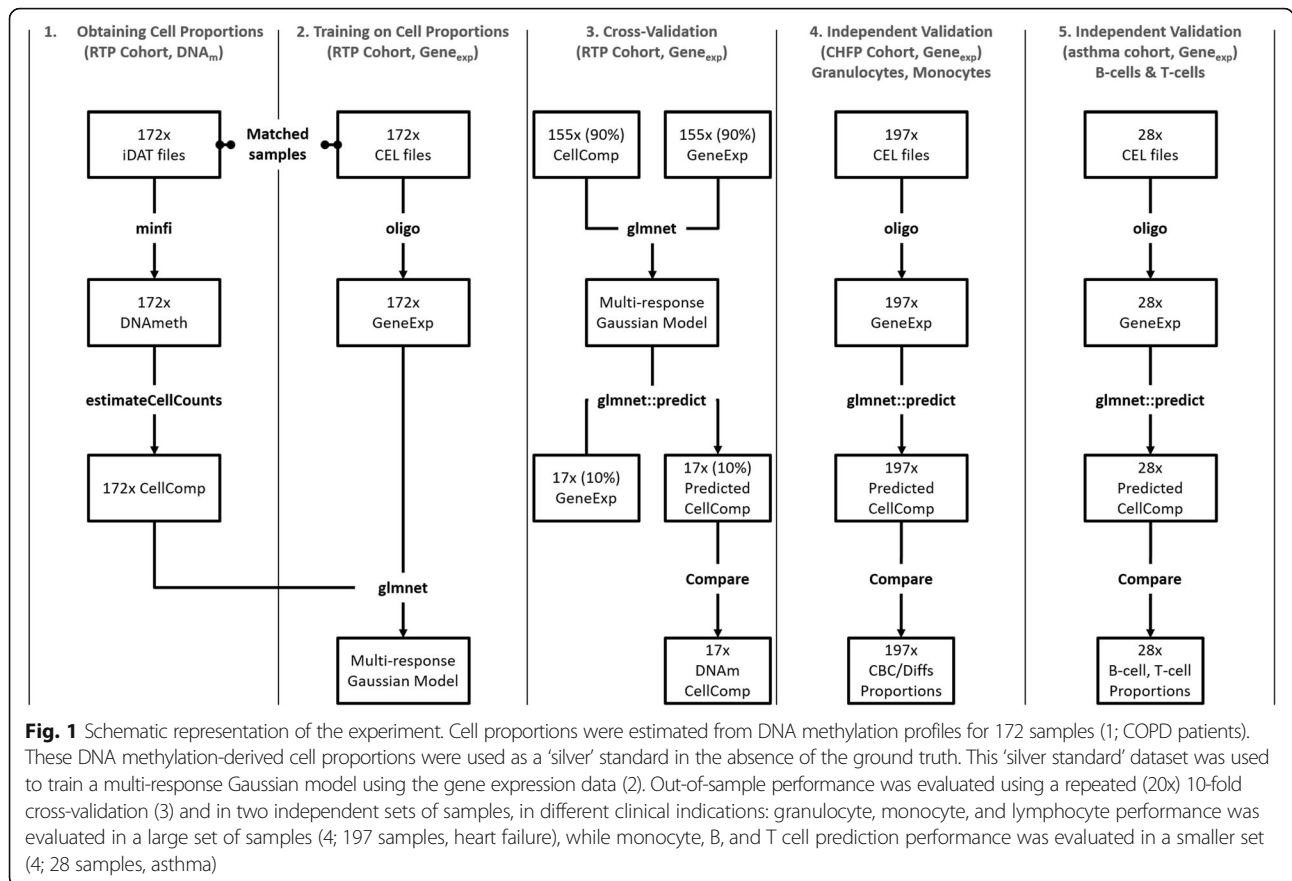 1. Obtaining Cell Proportions
(RTP Cohort, DNAm)
2. Training on Cell Proportions
(RTP Cohort, Geneexp)
3. Cross-Validation
(RTP Cohort, Geneexp)
4. Independent Validation
(CHFP Cohort, Geneexp)
Granulocytes, Monocytes
5. Independent Validation
(asthma cohort, Geneexp)
B-cells & T-cells
172x
iDAT files
Matched
samples
172x
CEL files
155x (90%)
CellComp
155x (90%)
GeneExp
197x
CEL files
28x
CEL files
minfi
oligo
glmnet
oligo
oligo
172x
DNAmeth
172x
GeneExp
Multi-response
Gaussian Model
197x
GeneExp
28x
GeneExp
estimateCellCounts
glmnet::predict
glmnet::predict
glmnet::predict
172x CellComp
17x (10%)
GeneExp
17x (10%)
Predicted
CellComp
197x
Predicted
CellComp
28x
Predicted
CellComp
glmnet
Compare
Compare
Compare
Multi-response
Gaussian Model
17x
DNAm
CellComp
197x
CBC/Diffs
Proportions
28x
B-cell, T-cell
Proportions
Fig. 1 Schematic representation of the experiment. Cell proportions were estimated from DNA methylation profiles for 172 samples (1; COPD patients).
These DNA methylation-derived cell proportions were used as a ‘silver’ standard in the absence of the ground truth. This ‘silver standard’ dataset was used
to train a multi-response Gaussian model using the gene expression data (2). Out-of-sample performance was evaluated using a repeated (20x) 10-fold
cross-validation (3) and in two independent sets of samples, in different clinical indications: granulocyte, monocyte, and lymphocyte performance was
evaluated in a large set of samples (4; 197 samples, heart failure), while monocyte, B, and T cell prediction performance was evaluated in a smaller set
(4; 28 samples, asthma)